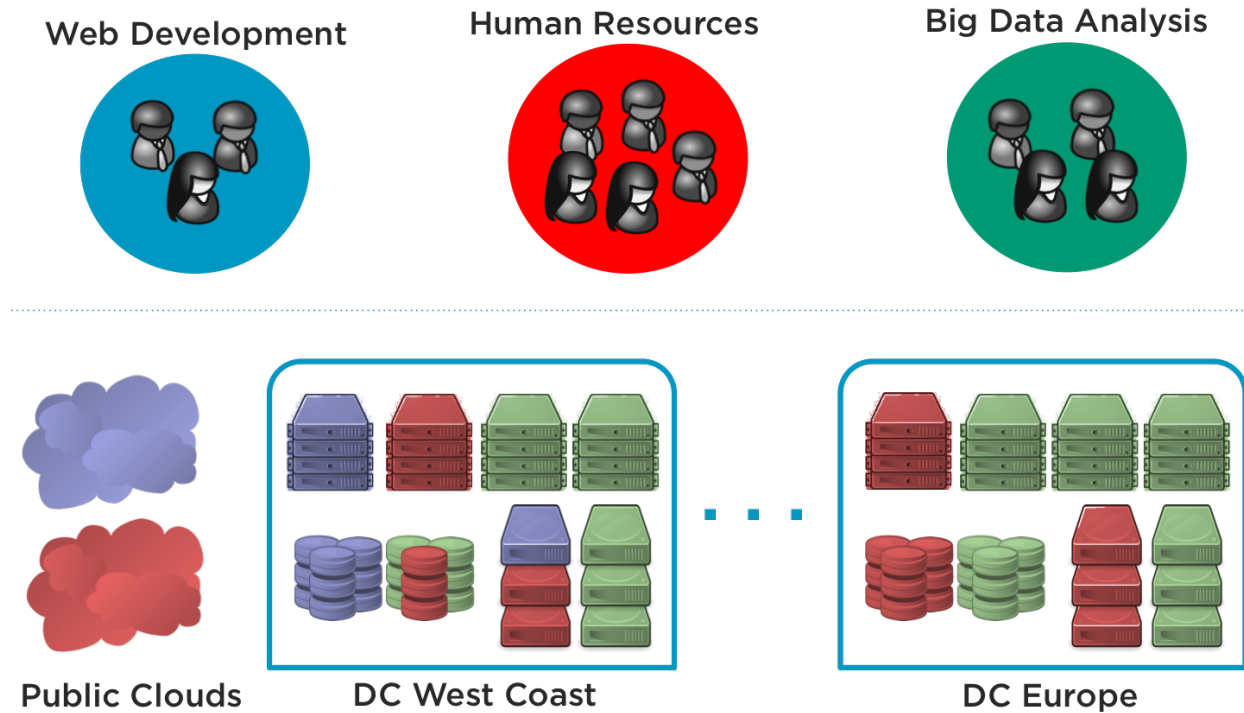 Web Development
Human Resources
Big Data Analysis
Public Clouds
DC West Coast
DC Europe